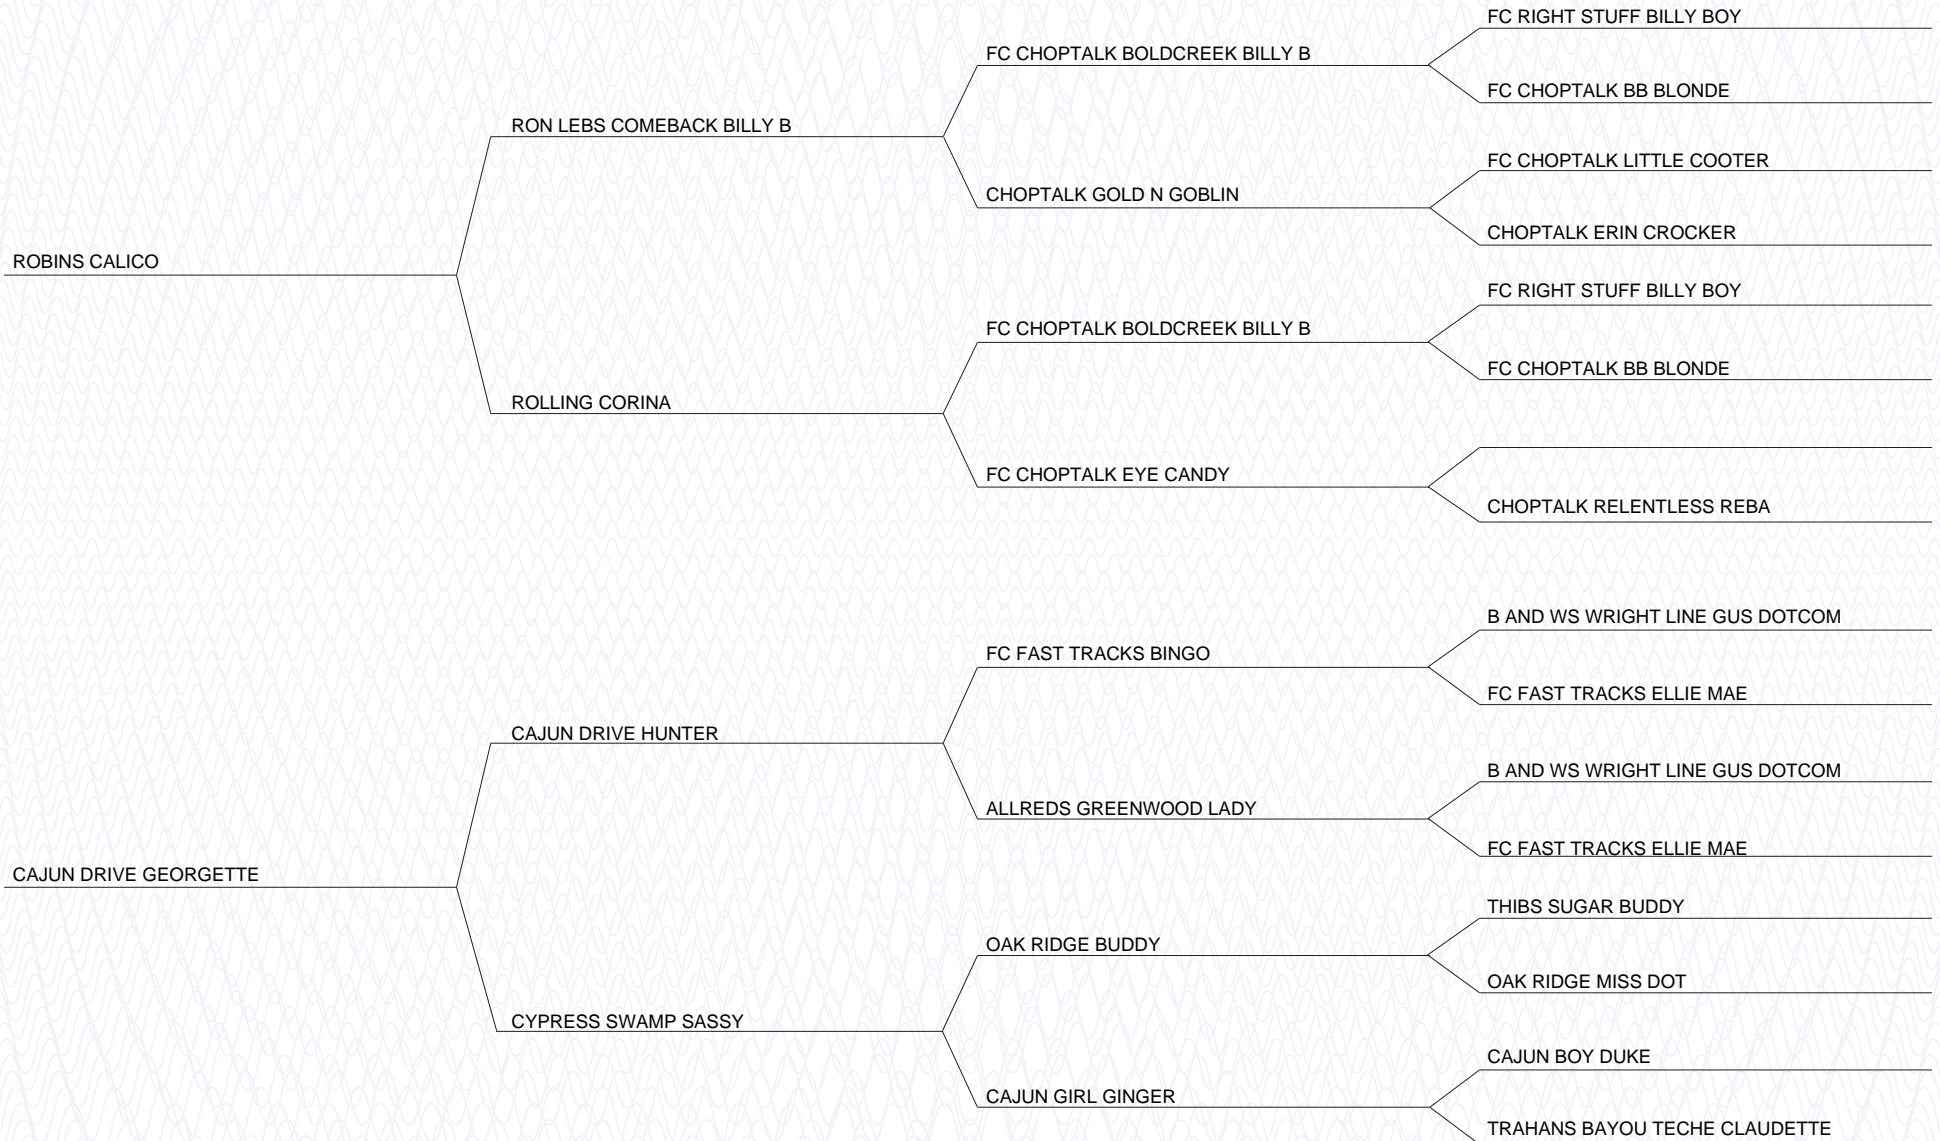 FC RIGHT STUFF BILLY BOY
FC CHOPTALK BOLDCREEK BILLY B
FC CHOPTALK BB BLONDE
RON LEBS COMEBACK BILLY B
FC CHOPTALK LITTLE COOTER
CHOPTALK GOLD N GOBLIN
CHOPTALK ERIN CROCKER
ROBINS CALICO
FC RIGHT STUFF BILLY BOY
FC CHOPTALK BOLDCREEK BILLY B
FC CHOPTALK BB BLONDE
ROLLING CORINA
FC CHOPTALK EYE CANDY
CHOPTALK RELENTLESS REBA
B AND WS WRIGHT LINE GUS DOTCOM
FC FAST TRACKS BINGO
FC FAST TRACKS ELLIE MAE
CAJUN DRIVE HUNTER
B AND WS WRIGHT LINE GUS DOTCOM
ALLREDS GREENWOOD LADY
FC FAST TRACKS ELLIE MAE
CAJUN DRIVE GEORGETTE
THIBS SUGAR BUDDY
OAK RIDGE BUDDY
OAK RIDGE MISS DOT
CYPRESS SWAMP SASSY
CAJUN BOY DUKE
CAJUN GIRL GINGER
TRAHANS BAYOU TECHE CLAUDETTE